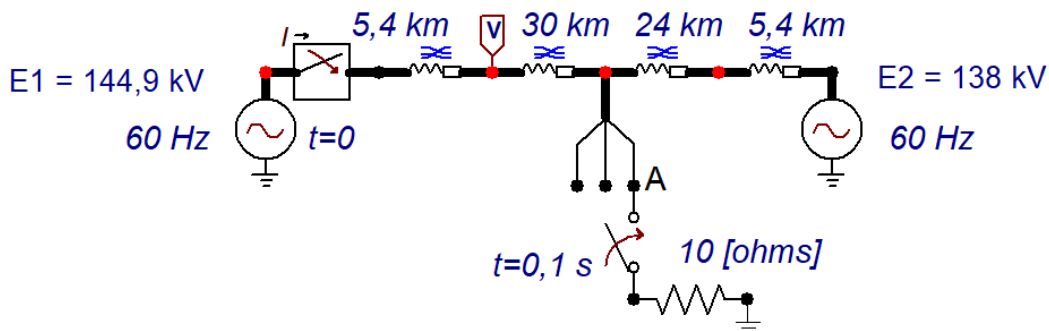 I →
5,4 km
V
30 km
24 km
5,4 km
E1 = 144,9 kV
E2 = 138 kV
60 Hz
t=0
60 Hz
A
t=0,1 s
10 [ohms]